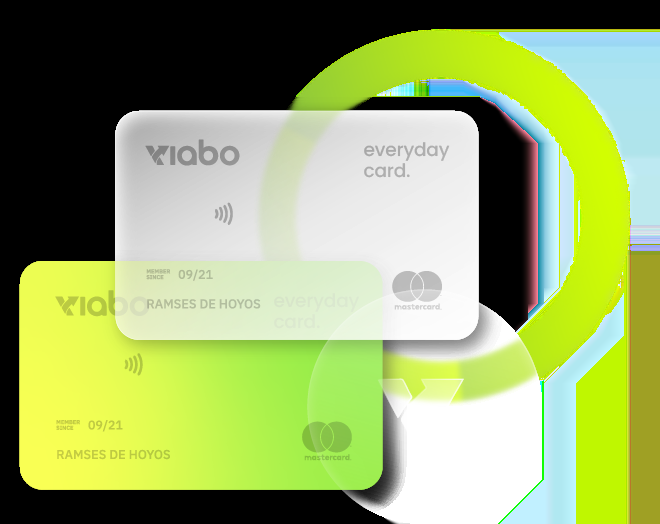 viabo
everyday
card.
MEMBER
SINCE
09/21
RAMSES DE HOYOS
mastercard.
viabo
everyday
card.
MEMBER
SINCE
09/21
RAMSES DE HOYOS
mastercard.